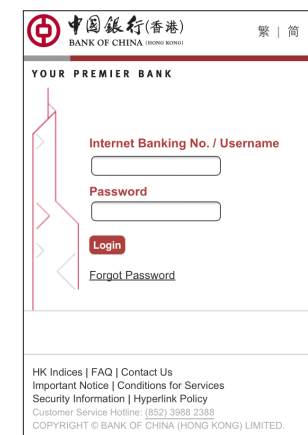 中国银行(香港)
BANK OF CHINA (HONG KONG)
繁 | 简
YOUR PREMIER BANK
Internet Banking No. / Username
Password
Login
Forgot Password
HK Indices | FAQ | Contact Us
Important Notice | Conditions for Services
Security Information | Hyperlink Policy
Customer Service Hotline: (852) 3988 2388
COPYRIGHT © BANK OF CHINA (HONG KONG) LIMITED.